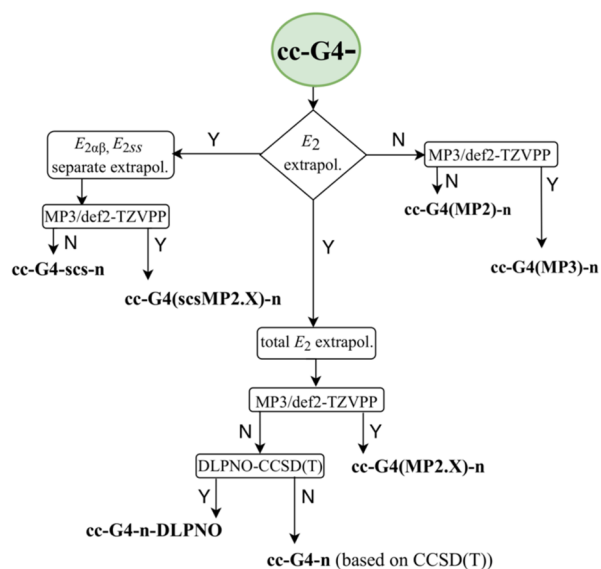 cc-G4-
Y
E2αβ, E2ss
separate extrapol.
E2
extrapol.
N
MP3/def2-TZVPP
N
Y
cc-G4(MP2)-n
cc-G4(MP3)-n
MP3/def2-TZVPP
N
Y
cc-G4-scs-n
cc-G4(scsMP2.X)-n
Y
total E2 extrapol.
MP3/def2-TZVPP
N
Y
DLPNO-CCSD(T)
cc-G4(MP2.X)-n
Y
N
cc-G4-n-DLPNO
cc-G4-n (based on CCSD(T))